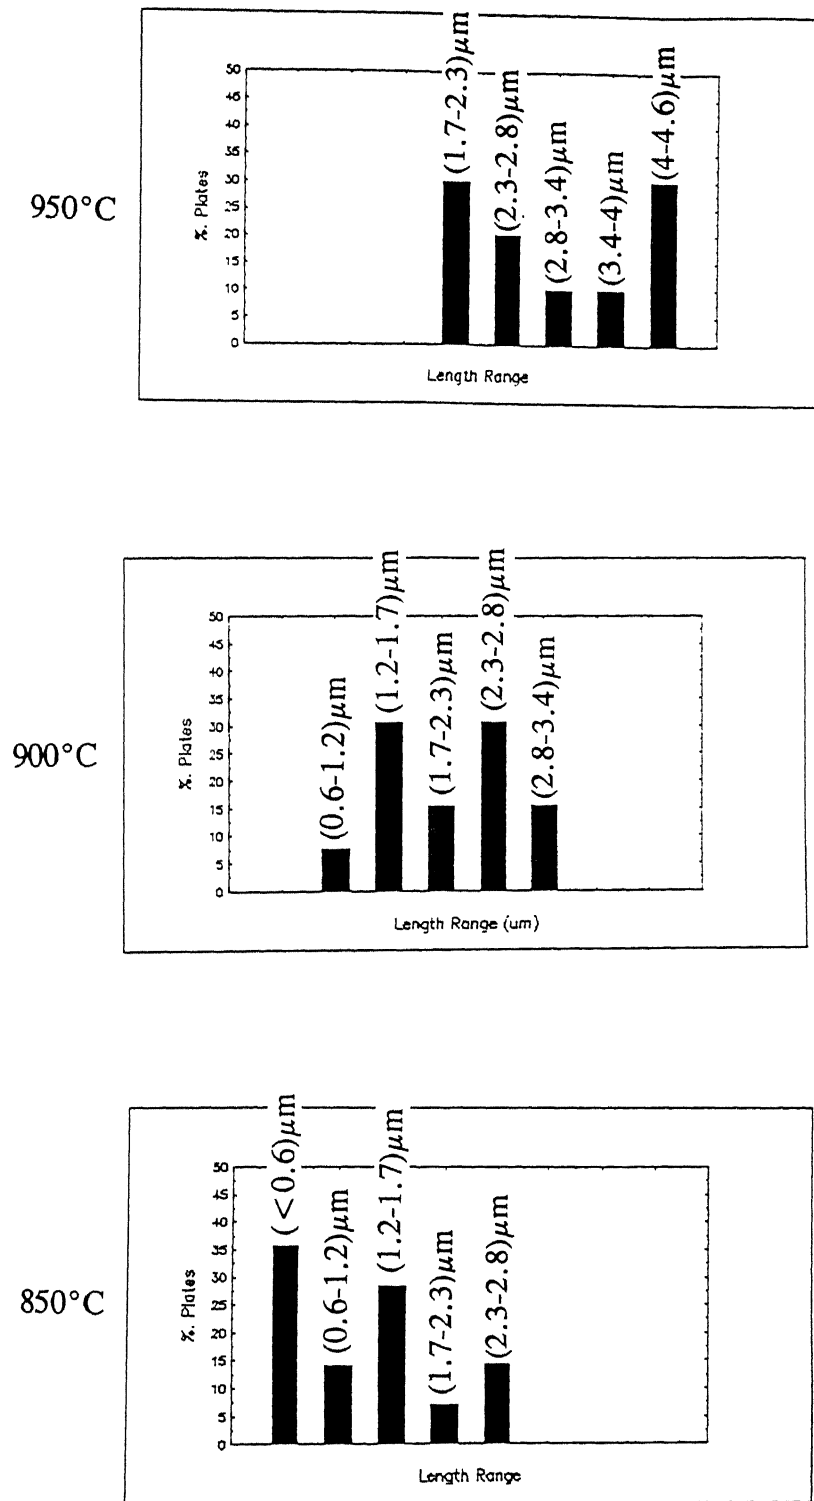 950°C
%. Plates
50
45
40
35
30
25
20
15
10
5
0
(1.7-2.3)μm
(2.3-2.8)μm
(2.8-3.4)μm
(3.4-4)μm
(4-4.6)μm
Length Range
900°C
%. Plates
50
45
40
35
30
25
20
15
10
5
0
(0.6-1.2)μm
(1.2-1.7)μm
(1.7-2.3)μm
(2.3-2.8)μm
(2.8-3.4)μm
Length Range (um)
850°C
%. Plates
50
45
40
35
30
25
20
15
10
5
0
(<0.6)μm
(0.6-1.2)μm
(1.2-1.7)μm
(1.7-2.3)μm
(2.3-2.8)μm
Length Range